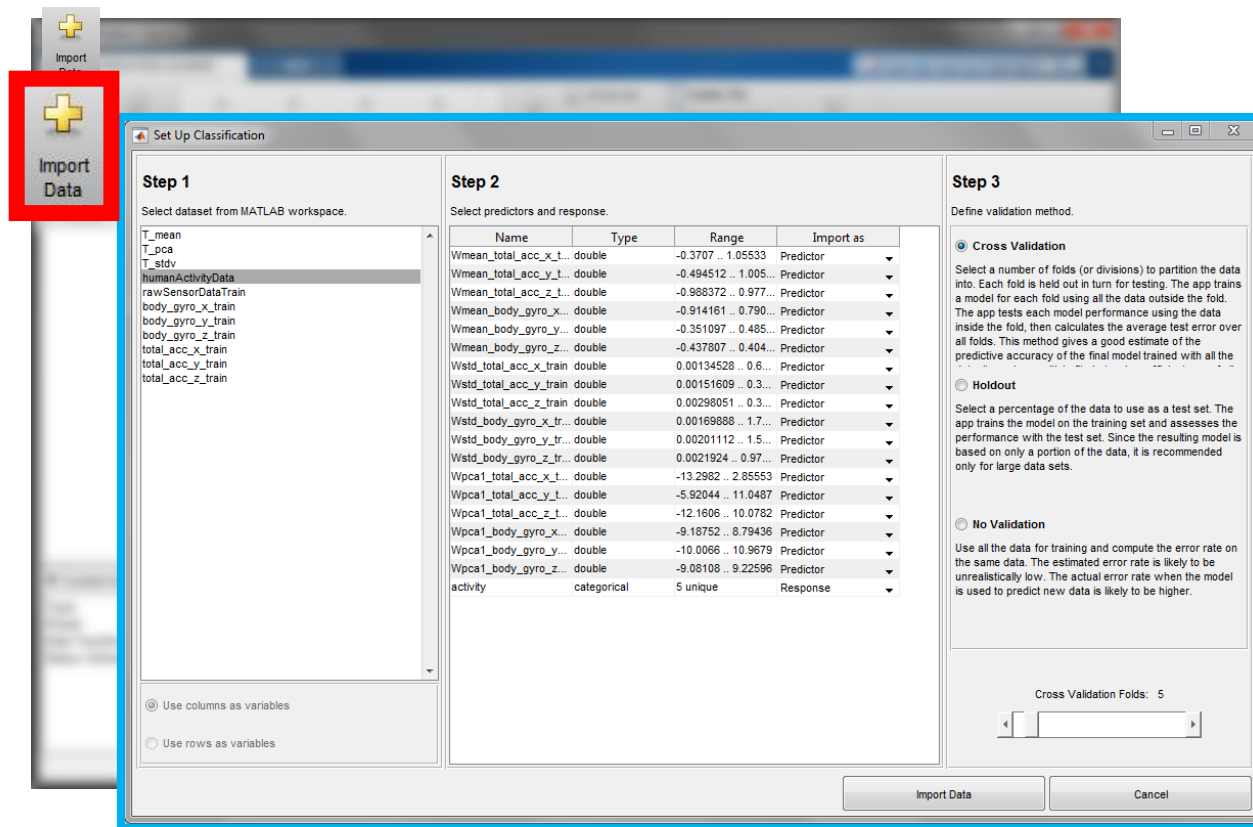 Import
Data
Import
Data
Set Up Classification
Step 1
Select dataset from MATLAB workspace.
T_mean
T_pca
T_stdv
humanActivityData
rawSensorDataTrain
body_gyro_x_train
body_gyro_y_train
body_gyro_z_train
total_acc_x_train
total_acc_y_train
total_acc_z_train
Use columns as variables
Use rows as variables
Step 2
Select predictors and response.
Name Type Range Import as
Wmean_total_acc_x_t... double -0.3707 .. 1.05533 Predictor
Wmean_total_acc_y_t... double -0.494512 .. 1.005... Predictor
Wmean_total_acc_z_t... double -0.988372 .. 0.977... Predictor
Wmean_body_gyro_x... double -0.914161 .. 0.790... Predictor
Wmean_body_gyro_y... double -0.351097 .. 0.485... Predictor
Wmean_body_gyro_z... double -0.437807 .. 0.404... Predictor
Wstd_total_acc_x_train double 0.00134528 .. 0.6... Predictor
Wstd_total_acc_y_train double 0.00151609 .. 0.3... Predictor
Wstd_total_acc_z_train double 0.00298051 .. 0.3... Predictor
Wstd_body_gyro_x_tr... double 0.00169888 .. 1.7... Predictor
Wstd_body_gyro_y_tr... double 0.00201112 .. 1.5... Predictor
Wstd_body_gyro_z_tr... double 0.0021924 .. 0.97... Predictor
Wpca1_total_acc_x_t... double -13.2982 .. 2.85553 Predictor
Wpca1_total_acc_y_t... double -5.92044 .. 11.0487 Predictor
Wpca1_total_acc_z_t... double -12.1606 .. 10.0782 Predictor
Wpca1_body_gyro_x... double -9.18752 .. 8.79436 Predictor
Wpca1_body_gyro_y... double -10.0066 .. 10.9679 Predictor
Wpca1_body_gyro_z... double -9.08108 .. 9.22596 Predictor
activity categorical 5 unique Response
Step 3
Define validation method.
Cross Validation
Select a number of folds (or divisions) to partition the data
into. Each fold is held out in turn for testing. The app trains
a model for each fold using all the data outside the fold.
The app tests each model performance using the data
inside the fold, then calculates the average test error over
all folds. This method gives a good estimate of the
predictive accuracy of the final model trained with all the
Holdout
Select a percentage of the data to use as a test set. The
app trains the model on the training set and assesses the
performance with the test set. Since the resulting model is
based on only a portion of the data, it is recommended
only for large data sets.
No Validation
Use all the data for training and compute the error rate on
the same data. The estimated error rate is likely to be
unrealistically low. The actual error rate when the model
is used to predict new data is likely to be higher.
Cross Validation Folds: 5
Import Data
Cancel